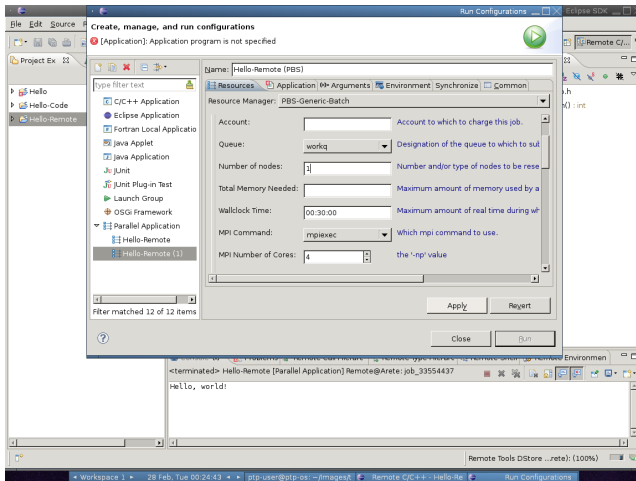 Run Configurations
Eclipse SDK
File Edit Source
Create, manage, and run configurations
[Application]: Application program is not specified
Remote C/...
Project Ex
Name: Hello-Remote (PBS)
type filter text
Resources Application Arguments Environment Synchronize Common
Resource Manager: PBS-Generic-Batch
Hello
Hello-Code
Hello-Remote
C/C++ Application
Eclipse Application
Fortran Local Applicatio
Java Applet
Java Application
JUnit
JUnit Plug-in Test
Launch Group
OSGi Framework
Parallel Application
Hello-Remote
Hello-Remote (1)
Filter matched 12 of 12 items
Account: Account to which to charge this job.
Queue: workq Designation of the queue to which to sub
Number of nodes: 1 Number and/or type of nodes to be rese
Total Memory Needed: Maximum amount of memory used by a
Wallclock Time: 00:30:00 Maximum amount of real time during wh
MPI Command: mpiexec Which mpi command to use.
MPI Number of Cores: 4 the '-np' value
.h
() : int
Apply Revert
Close Run
Environmen
<terminated> Hello-Remote [Parallel Application] Remote@Arete: job_33554437
Hello, world!
Remote Tools DStore ...rete): (100%)
Workspace 1 28 Feb, Tue 00:24:43 ptp-user@ptp-os: ~/Images/t Remote C/C++ - Hello-Re Run Configurations